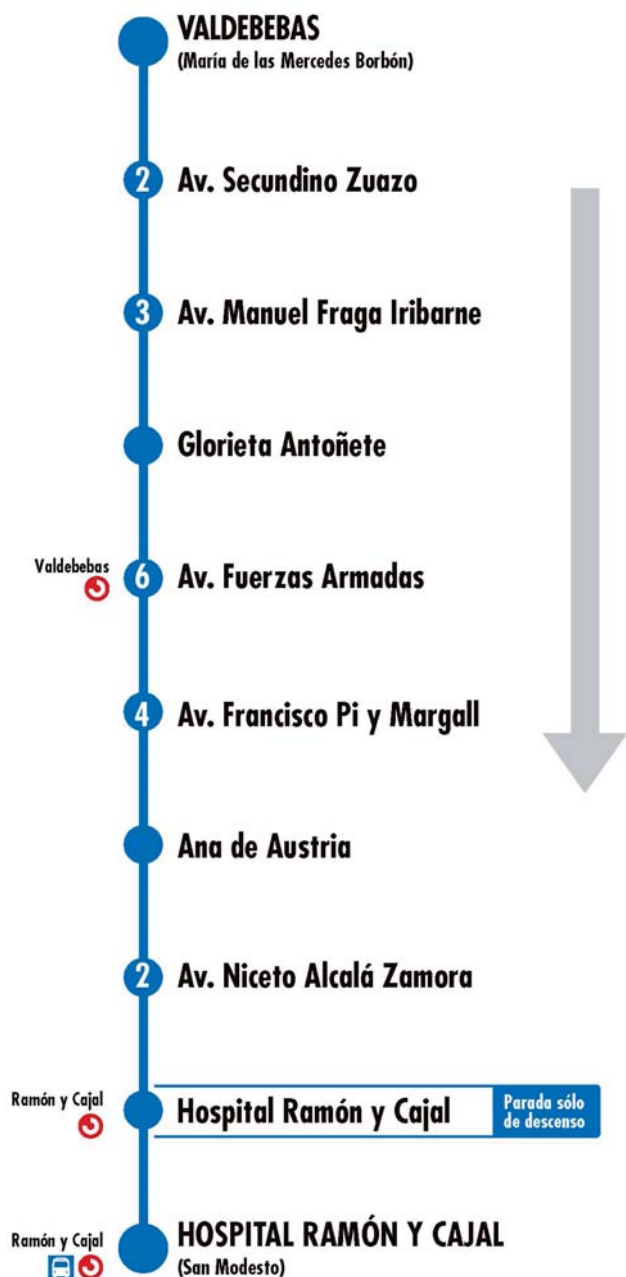 VALDEBEBAS
(María de las Mercedes Borbón)
2 Av. Secundino Zuazo
3 Av. Manuel Fraga Iribarne
Glorieta Antoñete
Valdebebas
6 Av. Fuerzas Armadas
4 Av. Francisco Pi y Margall
Ana de Austria
2 Av. Niceto Alcalá Zamora
Ramón y Cajal
Hospital Ramón y Cajal
Parada sólo
de descenso
Ramón y Cajal
HOSPITAL RAMÓN Y CAJAL
(San Modesto)